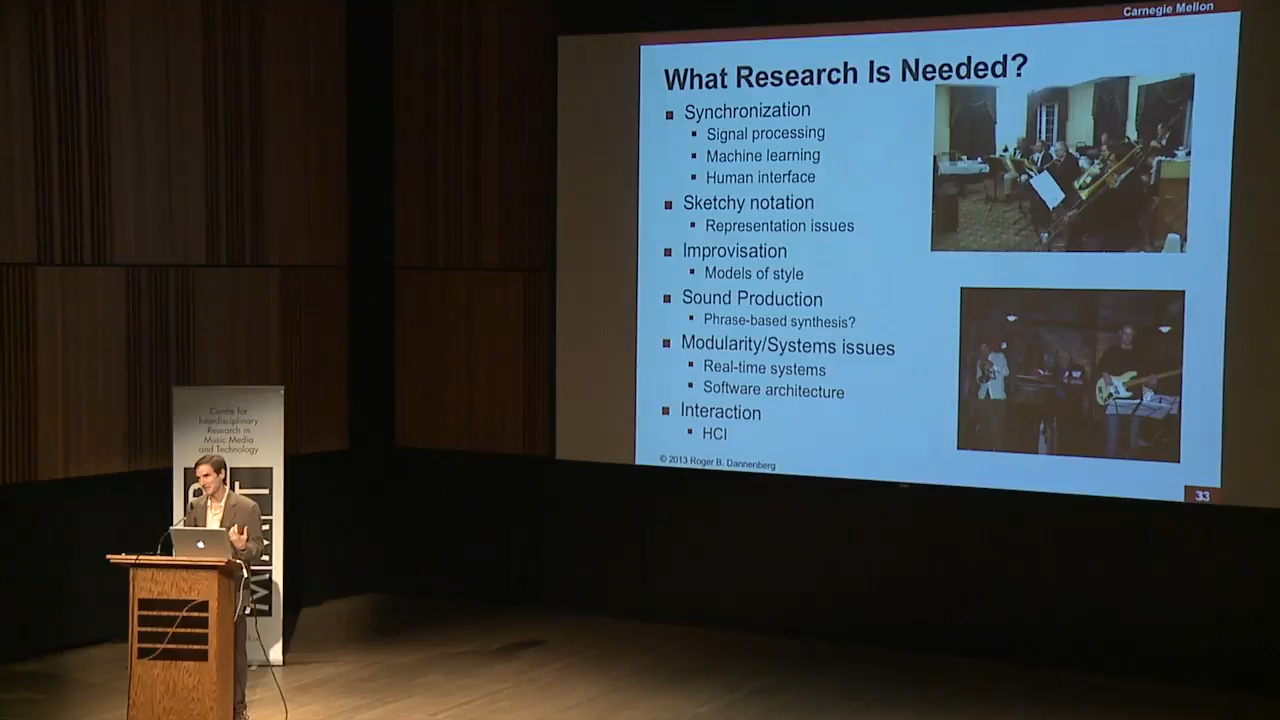 Carnegie Mellon
What Research Is Needed?
Synchronization
Signal processing
Machine learning
Human interface
Sketchy notation
Representation issues
Improvisation
Models of style
Sound Production
Phrase-based synthesis?
Modularity/Systems issues
Real-time systems
Software architecture
Interaction
HCI
© 2013 Roger B. Dannenberg
33
Centre for
Interdisciplinary
Research in
Music Media
and Technology